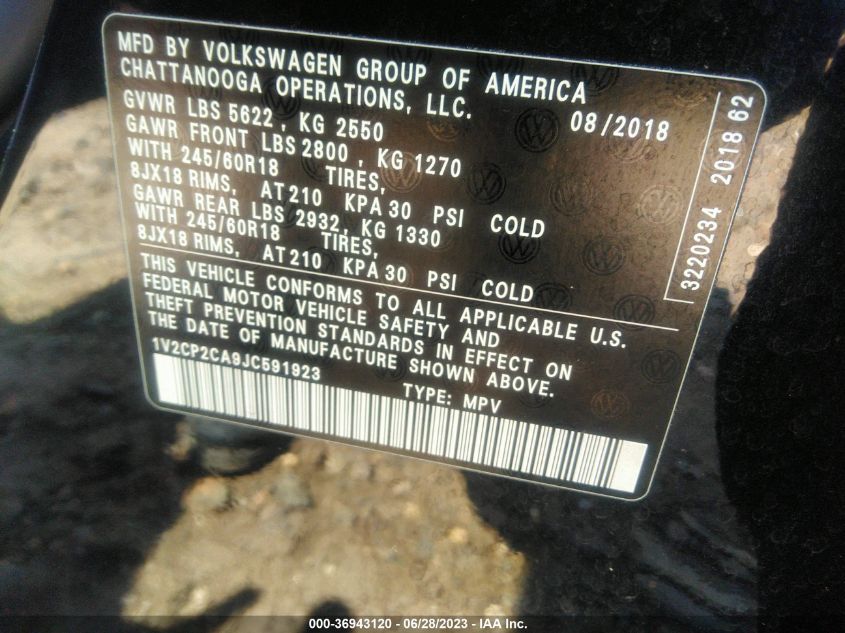 MFD BY VOLKSWAGEN GROUP OF AMERICA
CHATTANOOGA OPERATIONS, LLC.
08/2018
GVWR LBS 5622, KG 2550
GAWR FRONT LBS 2800, KG 1270
WITH 245/60R18 TIRES,
8JX18 RIMS, AT 210 KPA 30 PSI COLD
GAWR REAR LBS 2932, KG 1330
WITH 245/60R18 TIRES,
8JX18 RIMS, AT 210 KPA 30 PSI COLD
THIS VEHICLE CONFORMS TO ALL APPLICABLE U.S.
FEDERAL MOTOR VEHICLE SAFETY AND
THEFT PREVENTION STANDARDS IN EFFECT ON
THE DATE OF MANUFACTURE SHOWN ABOVE.
1V2CP2CA9JC591923
TYPE: MPV
3220234 2018 62
000-36943120 - 06/28/2023 - IAA Inc.